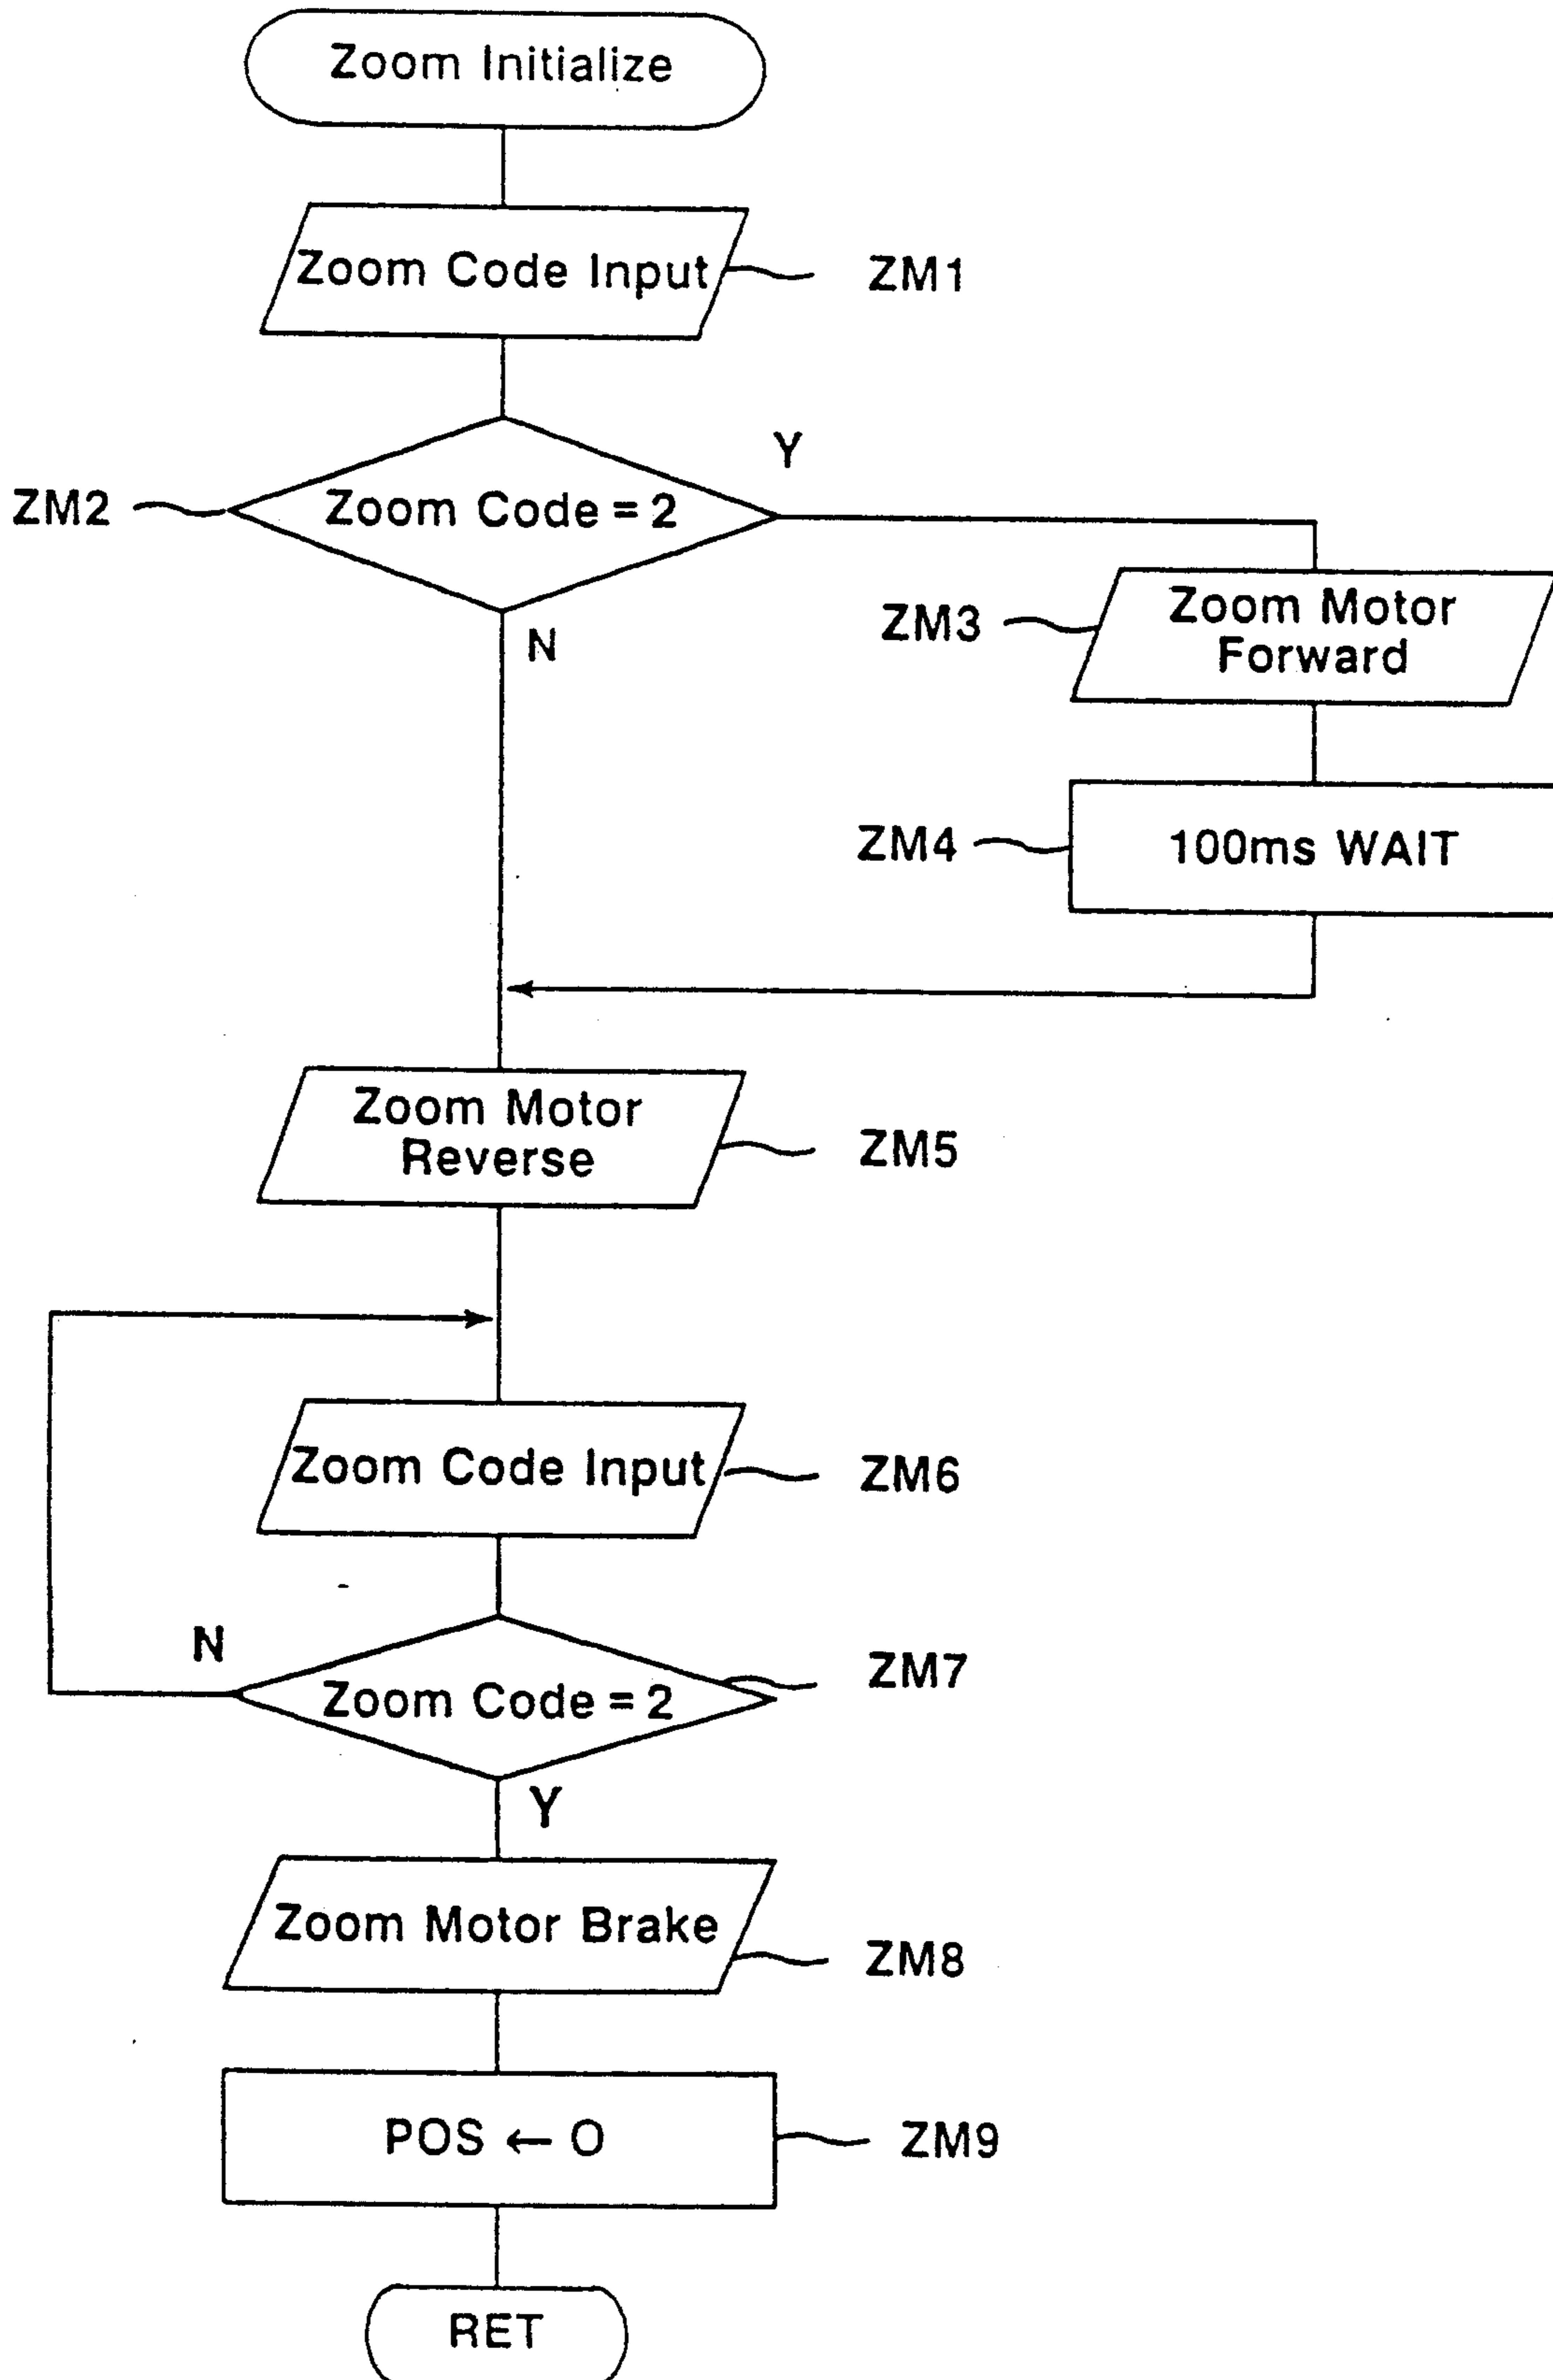 Zoom Initialize
Zoom Code Input
ZM1
Y
ZM2
Zoom Code = 2
N
ZM3
Zoom Motor
Forward
ZM4
100ms WAIT
Zoom Motor
Reverse
ZM5
Zoom Code Input
ZM6
N
ZM7
Zoom Code = 2
Y
Zoom Motor Brake
ZM8
POS ← O
ZM9
RET